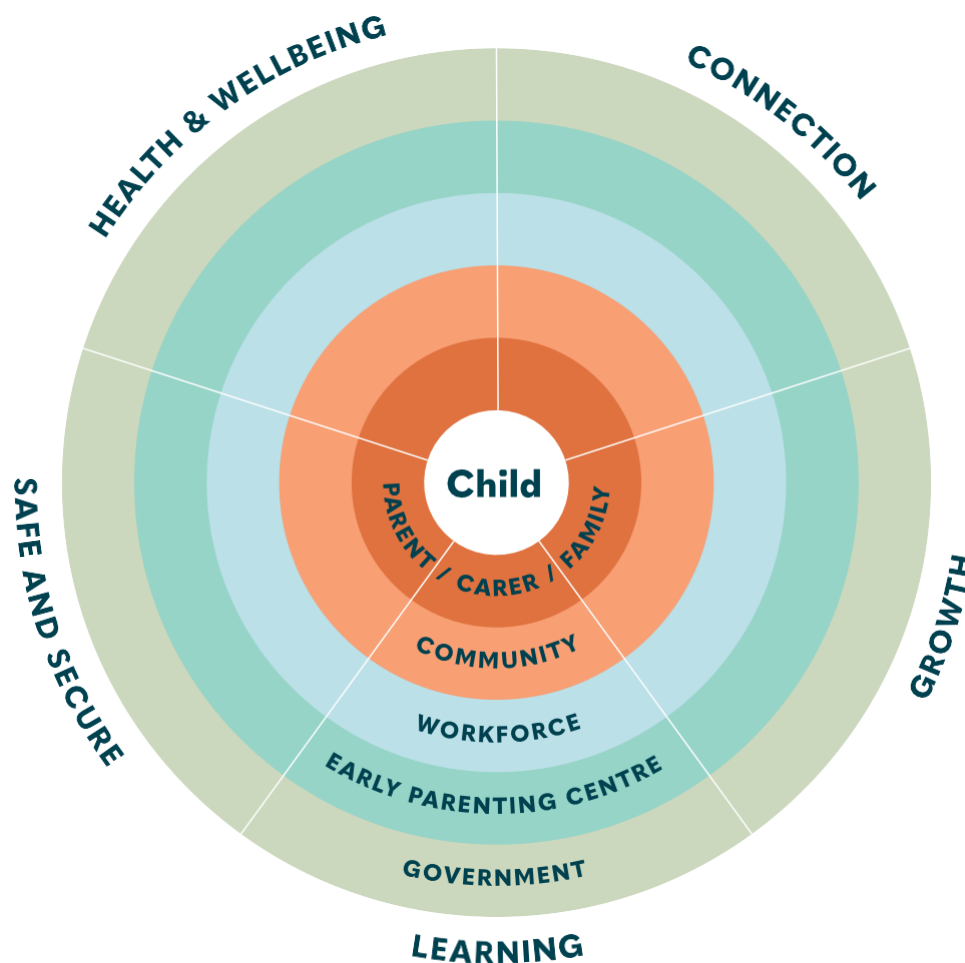 HEALTH & WELLBEING
CONNECTION
Child
PARENT / CARER / FAMILY
SAFE AND SECURE
GROWTH
COMMUNITY
WORKFORCE
EARLY PARENTING CENTRE
GOVERNMENT
LEARNING